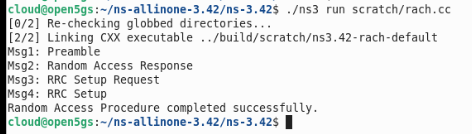 cloud@open5gs:~/ns-allinone-3.42/ns-3.42$ ./ns3 run scratch/rach.cc
[0/2] Re-checking globbed directories...
[2/2] Linking CXX executable ../build/scratch/ns3.42-rach-default
Msg1: Preamble
Msg2: Random Access Response
Msg3: RRC Setup Request
Msg4: RRC Setup
Random Access Procedure completed successfully.
cloud@open5gs:~/ns-allinone-3.42/ns-3.42$